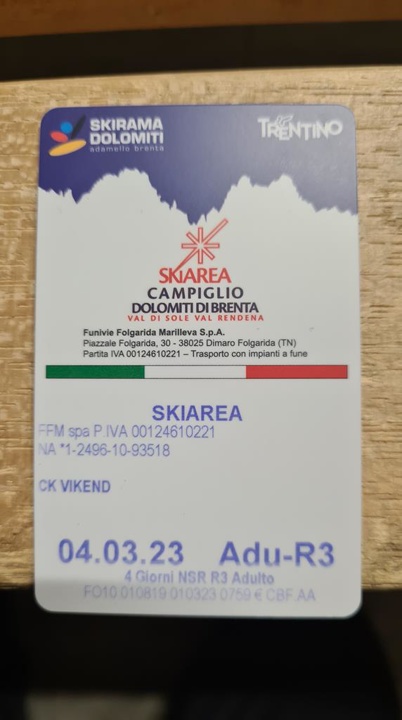 SKIRAMA
DOLOMITI
adamello brenta
TRENTINO
SKIAREA
CAMPIGLIO
DOLOMITI DI BRENTA
VAL DI SOLE VAL RENDENA
Funivie Folgarida Marilleva S.p.A.
Piazzale Folgarida, 30 - 38025 Dimaro Folgarida (TN)
Partita IVA 00124610221 – Trasporto con impianti a fune
SKIAREA
FFM spa P.IVA 00124610221
NA *1-2496-10-93518
CK VIKEND
04.03.23 Adu-R3
4 Giorni NSR R3 Adulto
FO10 010819 010323 0759 € CBF AA